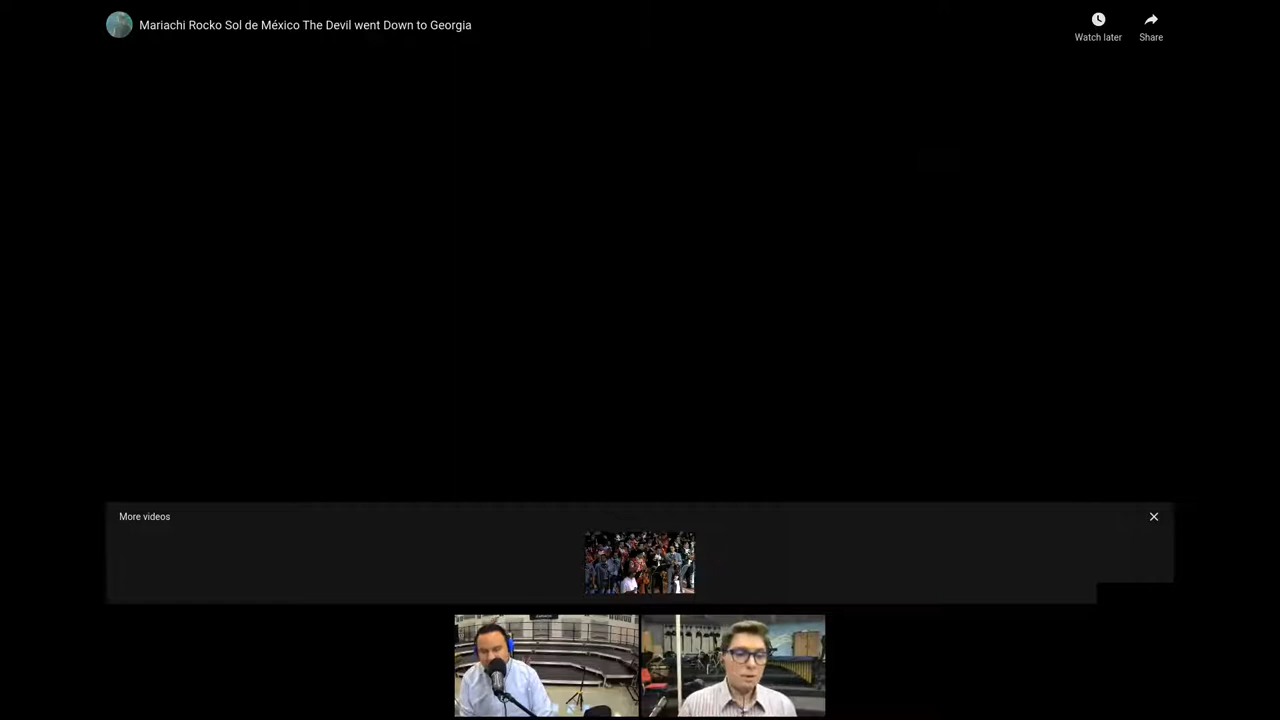 Mariachi Rocko Sol de México The Devil went Down to Georgia
Watch later
Share
More videos